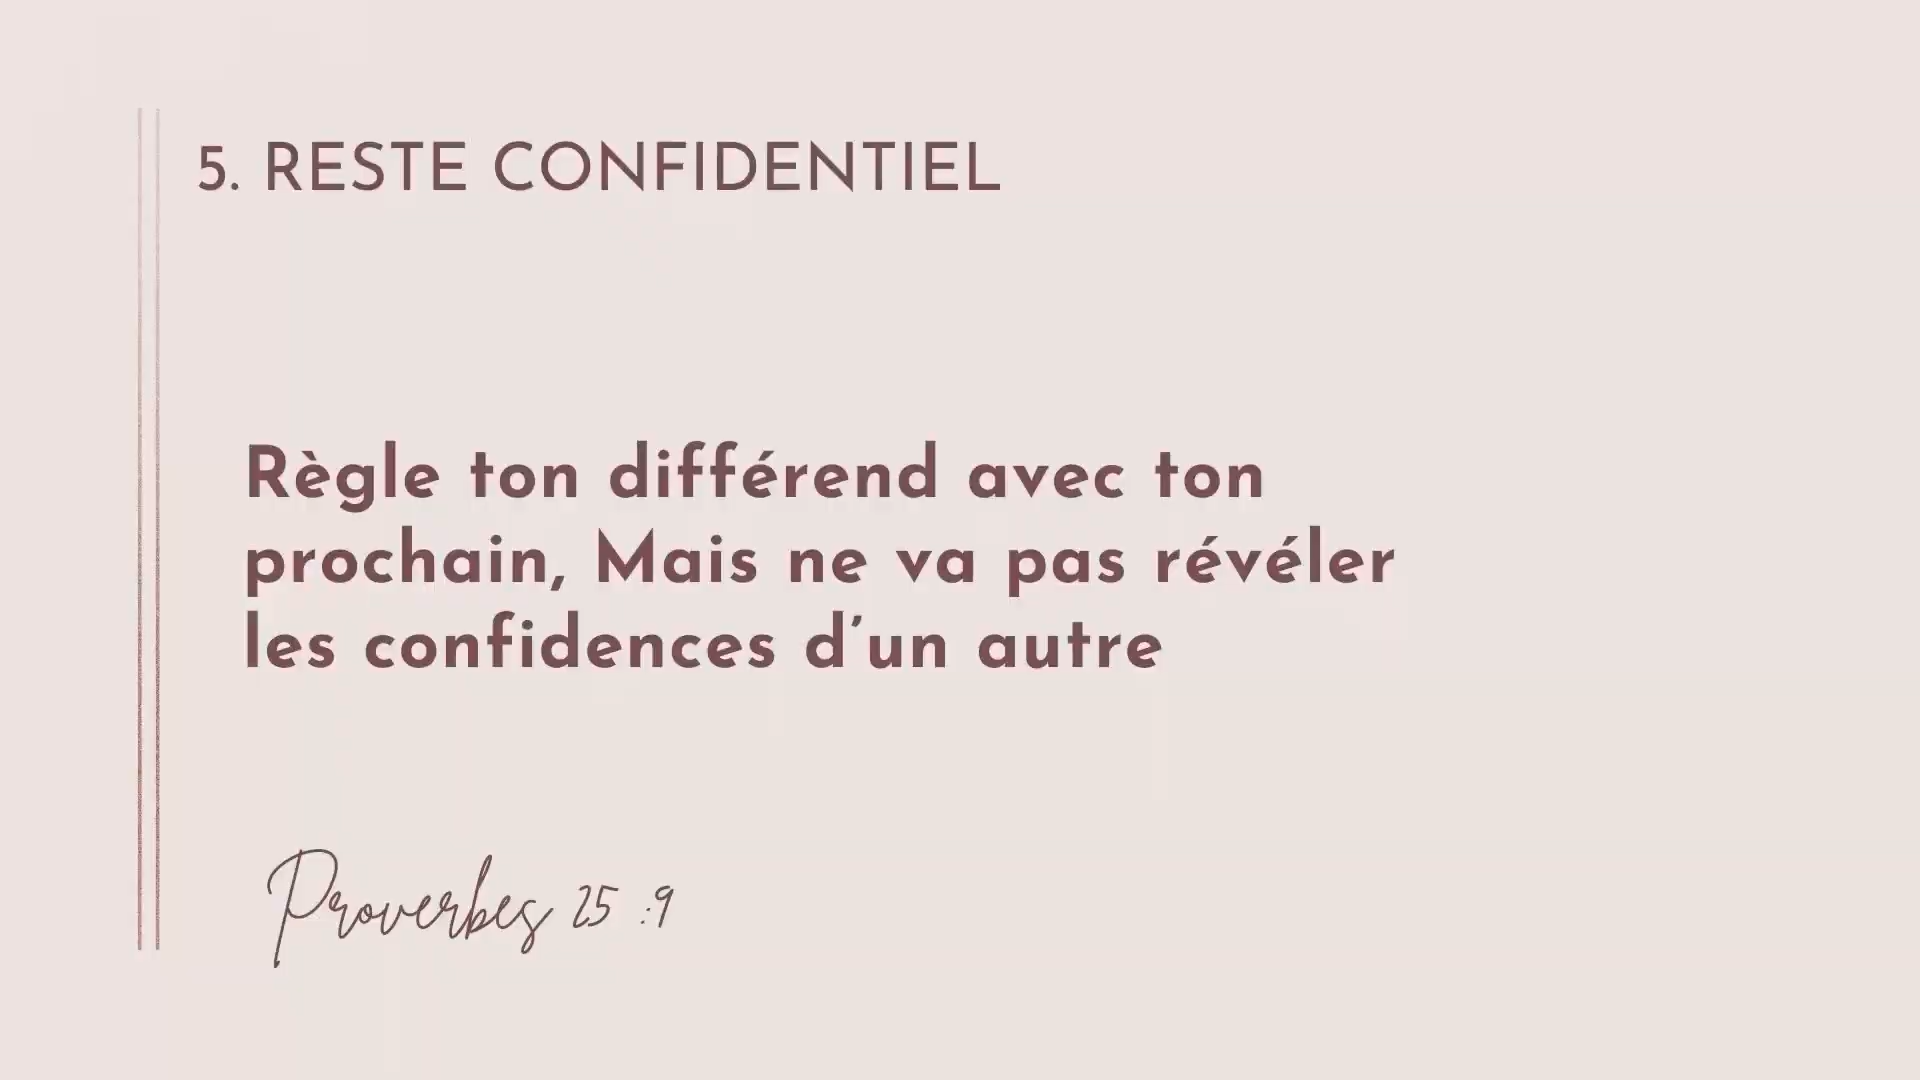 5. RESTE CONFIDENTIEL
Règle ton différend avec ton
prochain, Mais ne va pas révéler
les confidences d’un autre
Proverbes 25 :9